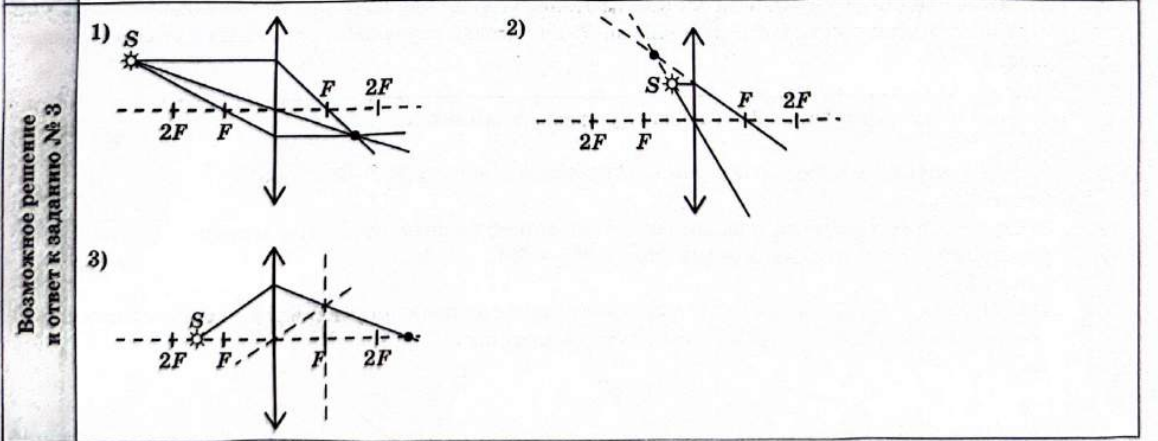 Возможное решение
и ответ к заданию № 3
1)
S
F
2F
2F
F
2)
S
F
2F
2F
F
3)
S
2F
F
F
2F